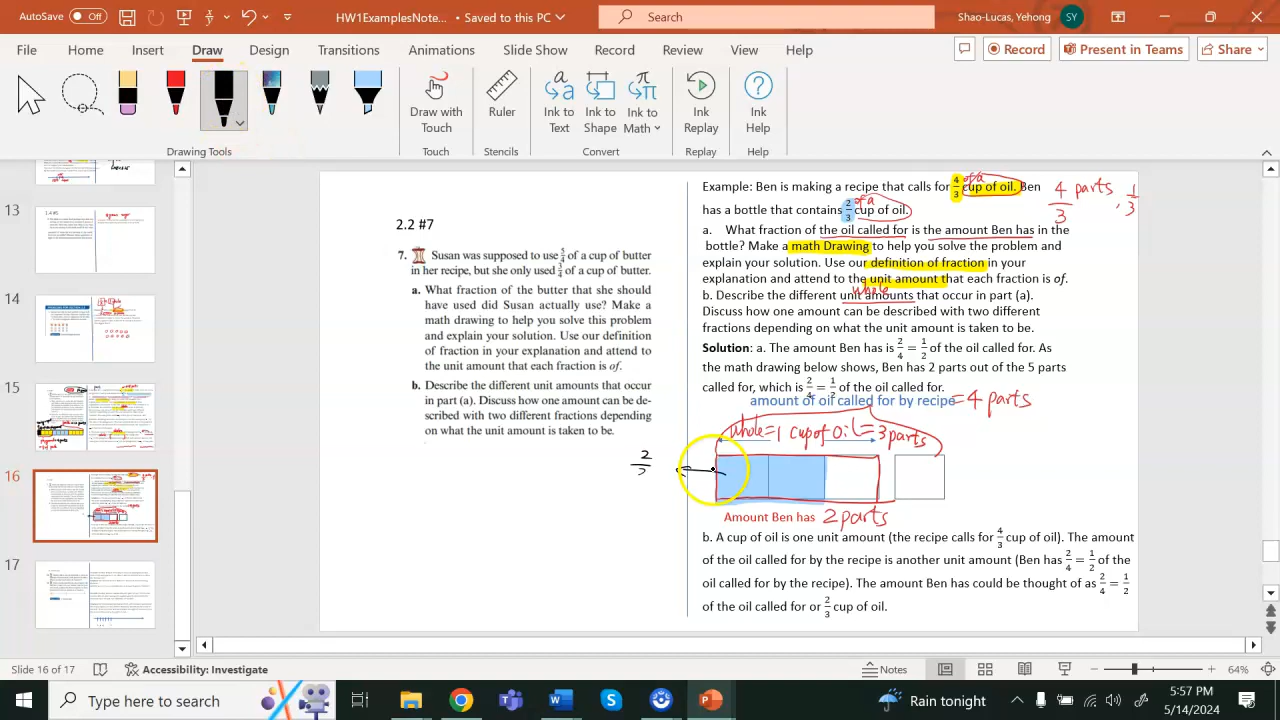 AutoSave Off HW1ExamplesNote... • Saved to this PC Search Shao-Lucas, Yehong SY
File Home Insert Draw Design Transitions Animations Slide Show Record Review View Help Record Present in Teams Share
Draw with Touch
Ruler
Ink to Text
Ink to Shape
Ink to Math
Ink Replay
Ink Help
Drawing Tools Touch Stencils Convert Replay Help
13
14
15
16
17
2.2 #7
7. Susan was supposed to use 5/4 of a cup of butter
in her recipe, but she only used 3/4 of a cup of butter.
a. What fraction of the butter that she should
have used did Susan actually use? Make a
math drawing to help you solve this problem
and explain your solution. Use our definition
of fraction in your explanation and attend to
the unit amount that each fraction is of.
b. Describe the different unit amounts that occur
in part (a). Discuss how one amount can be de-
scribed with two different fractions depending
on what the unit amount is taken to be.
of a
Example: Ben is making a recipe that calls for 4/3 cup of oil. Ben
4/3 parts 1/3
of a
has a bottle that contains 2/3 cup of oil.
a. What fraction of the oil called for is the amount Ben has in the
bottle? Make a math Drawing to help you solve the problem and
explain your solution. Use our definition of fraction in your
explanation and attend to the unit amount that each fraction is of.
whole
b. Describe the different unit amounts that occur in part (a).
Discuss how one amount can be described with two different
fractions depending on what the unit amount is taken to be.
Solution: a. The amount Ben has is 2/4 = 1/2 of the oil called for. As
the math drawing below shows, Ben has 2 parts out of the 5 parts
called for, which is 2/4 = 1/2 of the oil called for.
amount of oil called for by recipe = 4 parts
whole=1 cup of oil = 3 parts
2
Amount Ben has 2 parts
b. A cup of oil is one unit amount (the recipe calls for 4/3 cup of oil). The amount
of the oil called for by the recipe is another unit amount (Ben has 2/4 = 1/2 of the
oil called for by the recipe). The amount Ben has could be thought of as 2/4 = 1/2
of the oil called for or 2/3 cup of oil.
Slide 16 of 17 Accessibility: Investigate Notes 64%
Type here to search Rain tonight 5:57 PM
5/14/2024